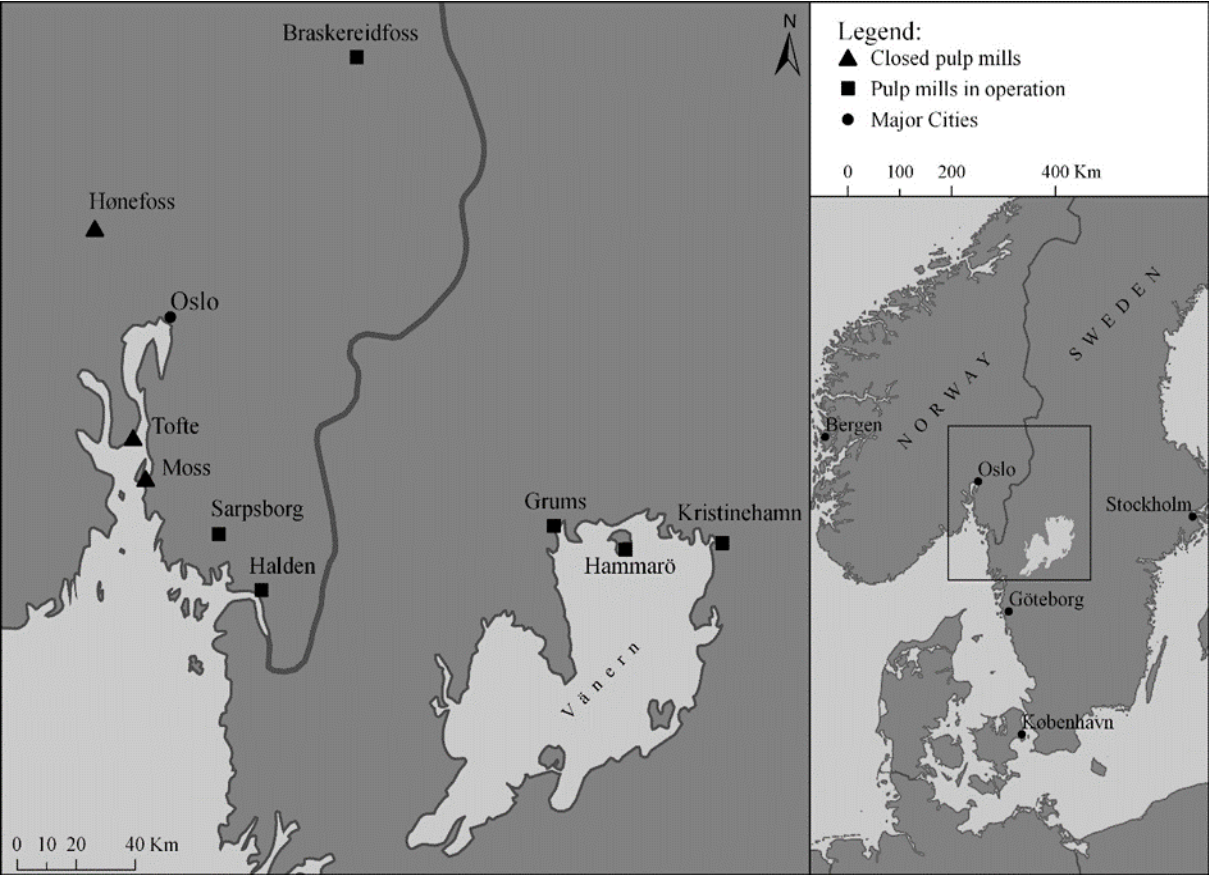 Braskereidfoss
N
Hønefoss
Oslo
Tofte
Moss
Sarpsborg
Halden
Grums
Kristinehamn
Hammarö
Vänern
0 10 20 40 Km
Legend:
Closed pulp mills
Pulp mills in operation
Major Cities
0 100 200 400 Km
NORWAY
SWEDEN
Bergen
Oslo
Stockholm
Göteborg
København